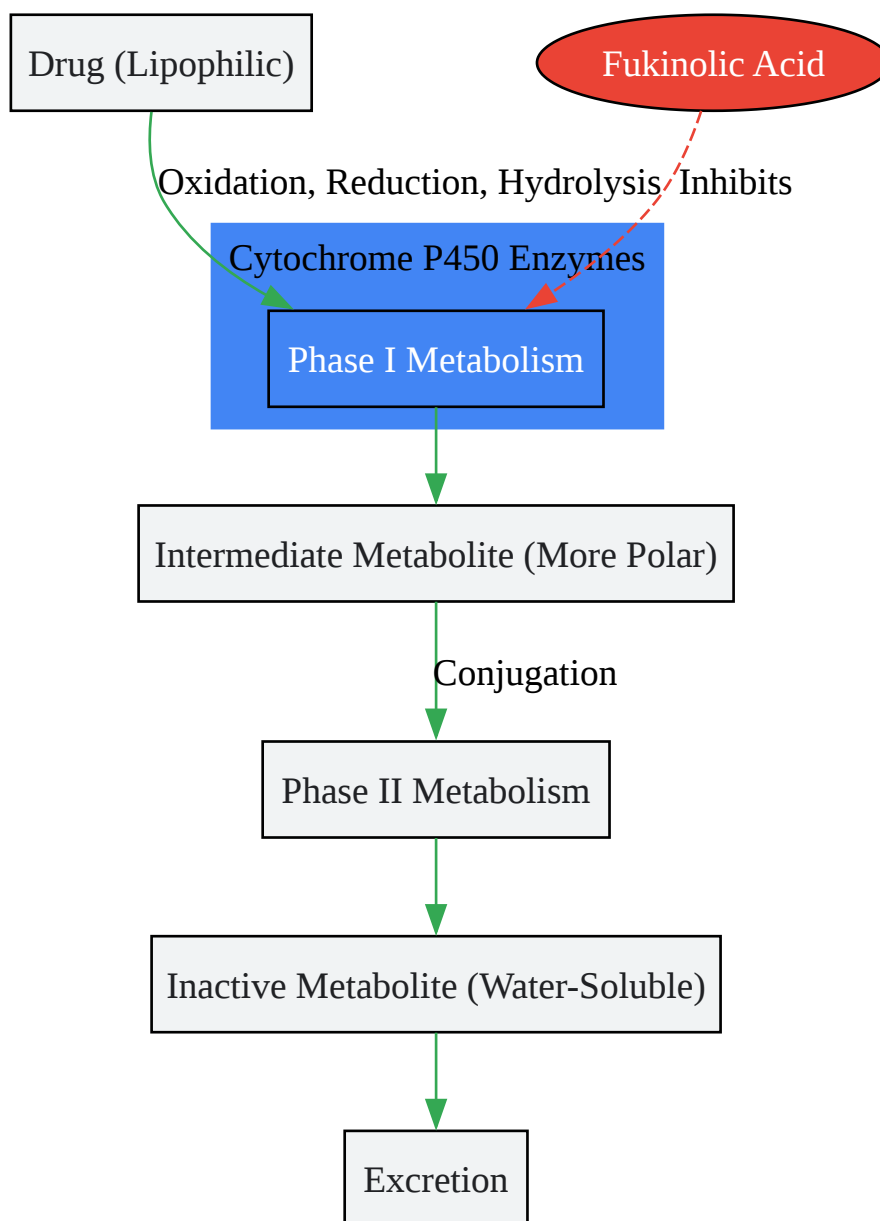 Drug (Lipophilic)
Fukinolic Acid
Oxidation, Reduction, Hydrolysis
Inhibits
Cytochrome P450 Enzymes
Phase I Metabolism
Intermediate Metabolite (More Polar)
Conjugation
Phase II Metabolism
Inactive Metabolite (Water-Soluble)
Excretion